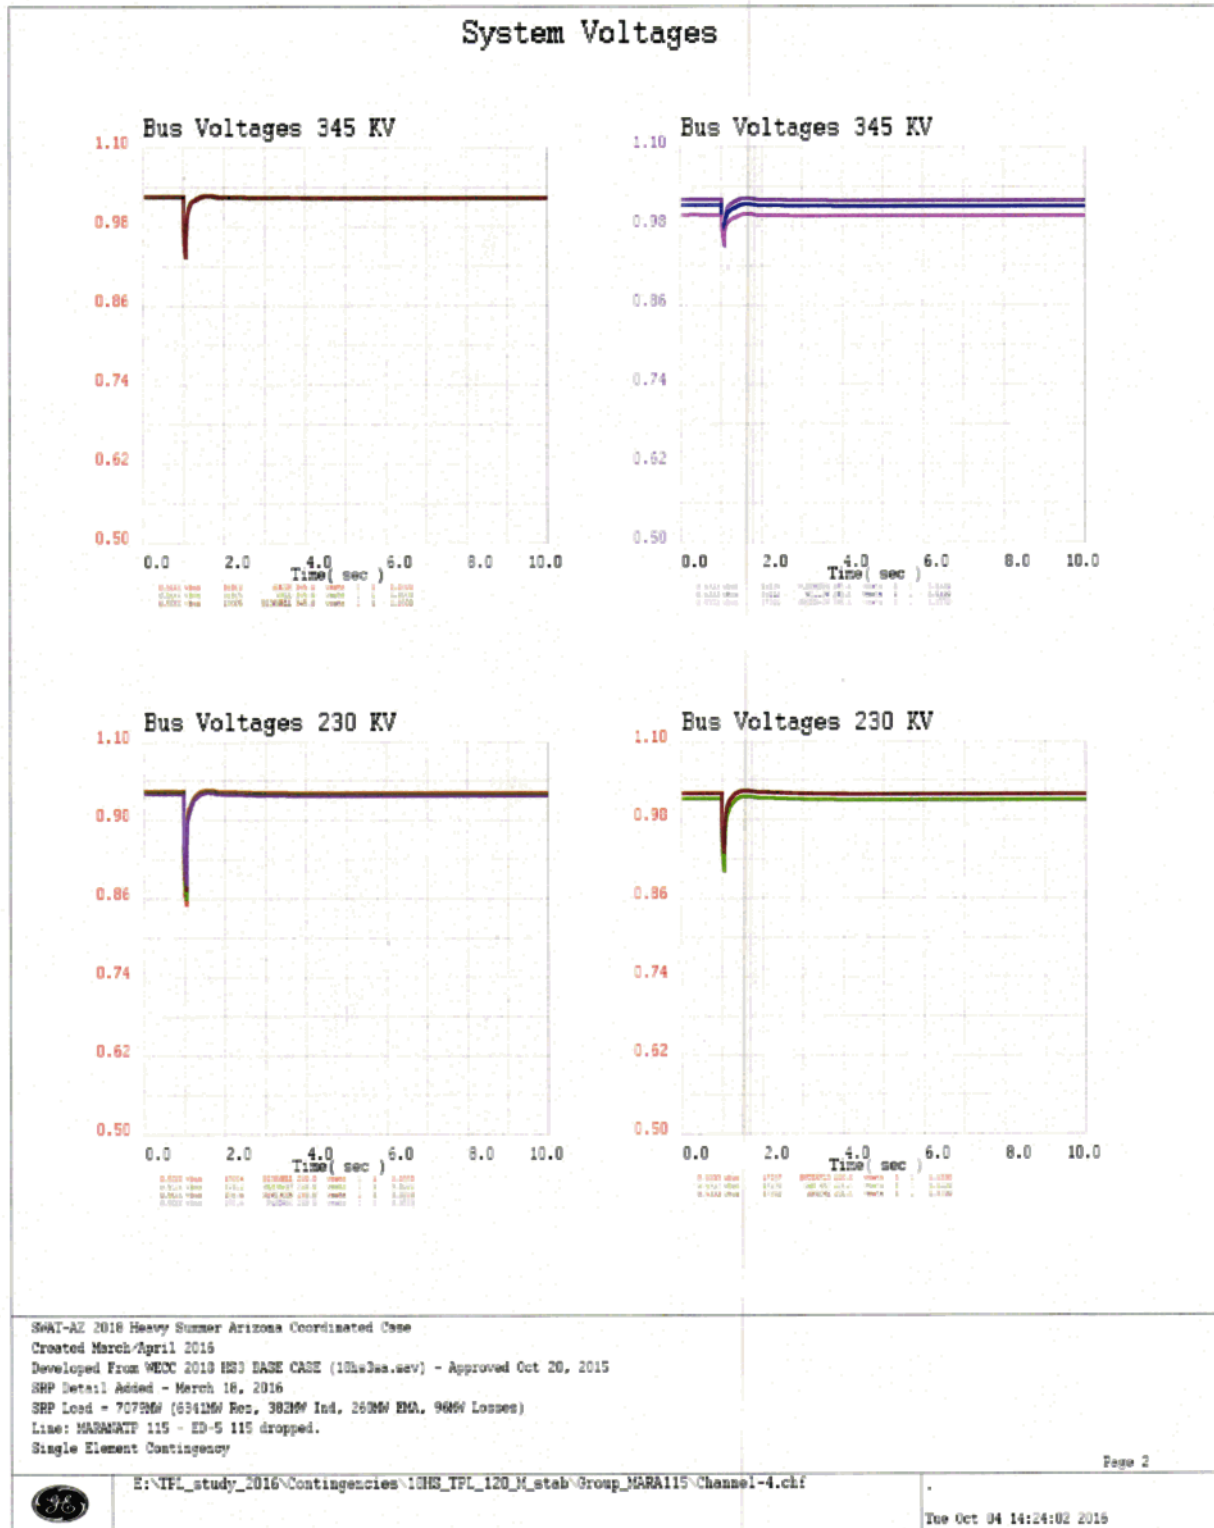 System Voltages
Bus Voltages 345 KV
1.10
0.98
0.86
0.74
0.62
0.50
0.0 2.0 4.0 6.0 8.0 10.0
Time( sec )
Bus Voltages 345 KV
1.10
0.98
0.86
0.74
0.62
0.50
0.0 2.0 4.0 6.0 8.0 10.0
Time( sec )
Bus Voltages 230 KV
1.10
0.98
0.86
0.74
0.62
0.50
0.0 2.0 4.0 6.0 8.0 10.0
Time( sec )
Bus Voltages 230 KV
1.10
0.98
0.86
0.74
0.62
0.50
0.0 2.0 4.0 6.0 8.0 10.0
Time( sec )
SWAT-AZ 2018 Heavy Summer Arizona Coordinated Case
Created March/April 2016
Developed From WECC 2018 HS3 BASE CASE (18hs3sa.sav) - Approved Oct 20, 2015
SRP Detail Added - March 18, 2016
SRP Load = 7079MW (6341MW Res, 382MW Ind, 260MW EMA, 96MW Losses)
Line: MARANATP 115 - ED-5 115 dropped.
Single Element Contingency
Page 2
GE
E:\TPL_study_2016\Contingencies\18HS_TPL_120_M_stab\Group_MARA115\Channel-4.chf
Tue Oct 04 14:24:02 2016